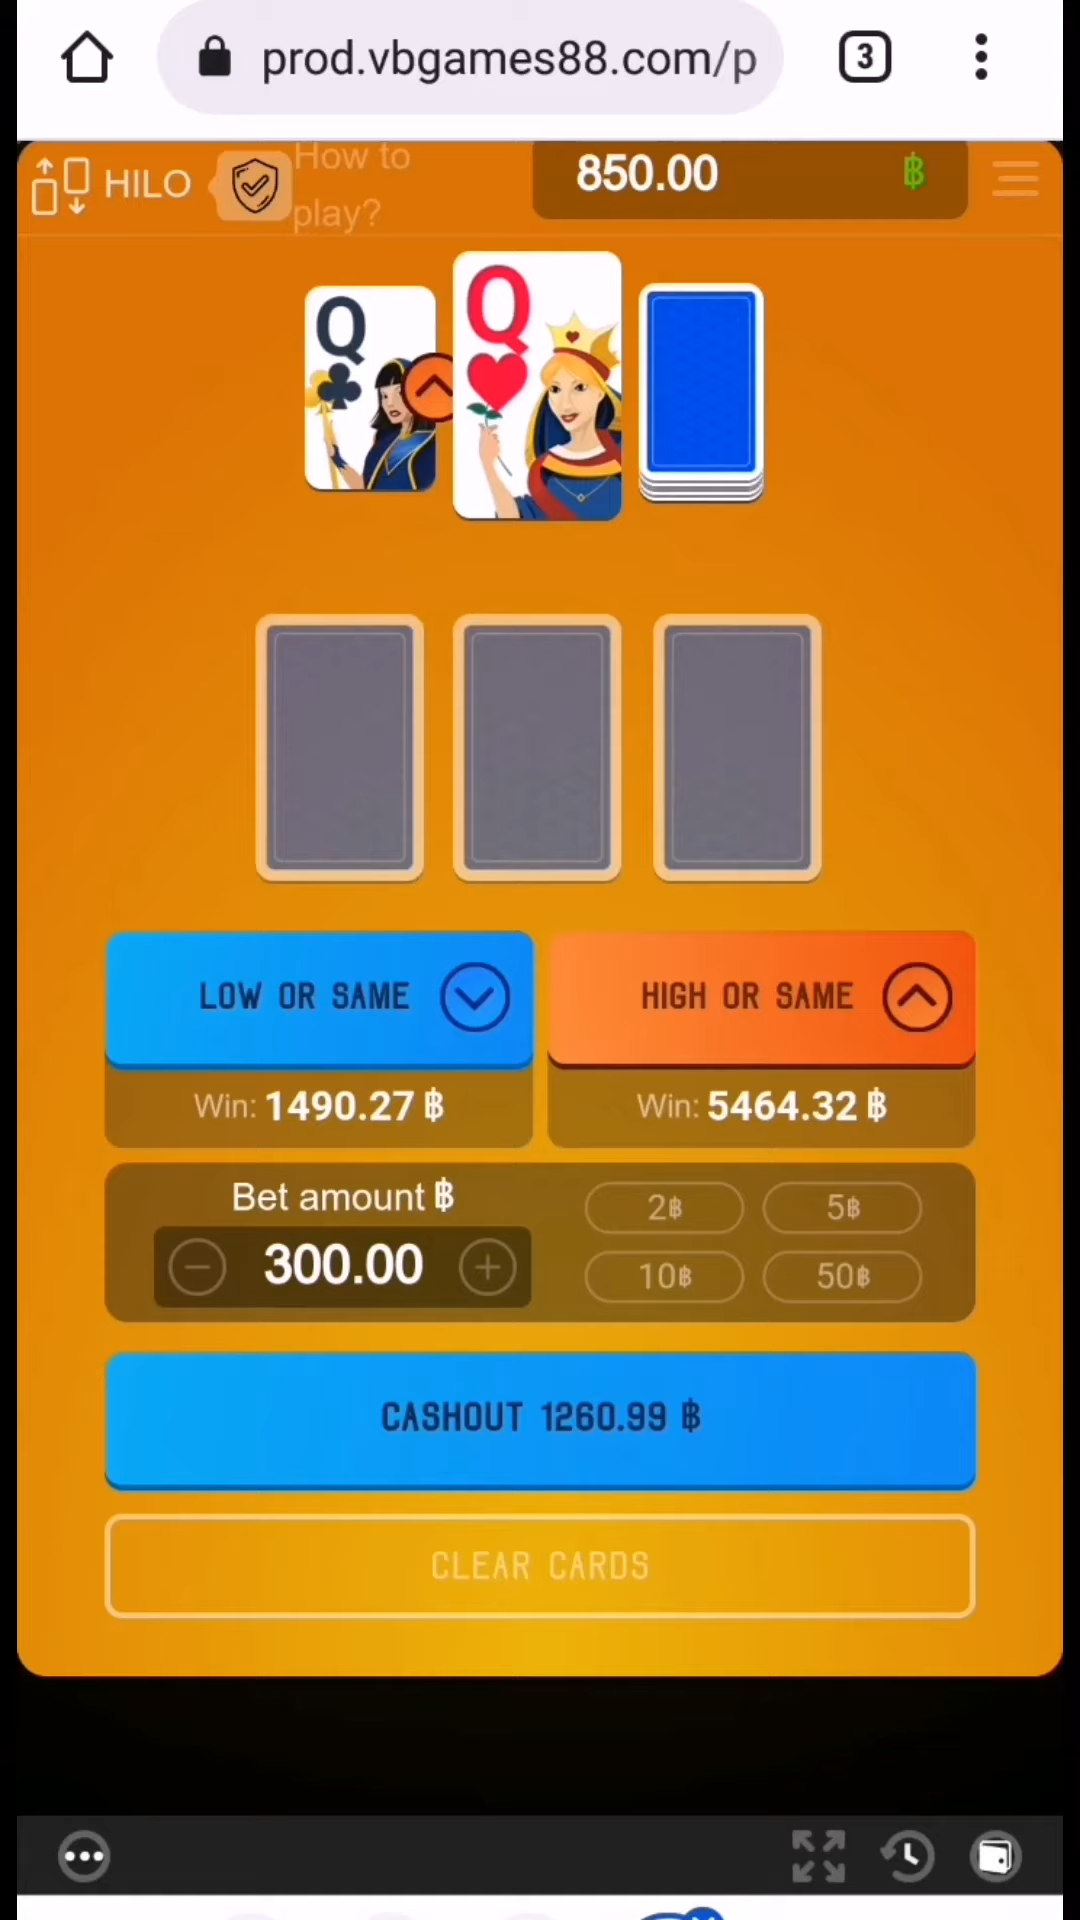 prod.vbgames88.com/p
3
HILO
How to
play?
850.00 ฿
Q
Q
LOW OR SAME
HIGH OR SAME
Win: 1490.27 ฿
Win: 5464.32 ฿
Bet amount ฿
300.00
2฿
5฿
10฿
50฿
CASHOUT 1260.99 ฿
CLEAR CARDS